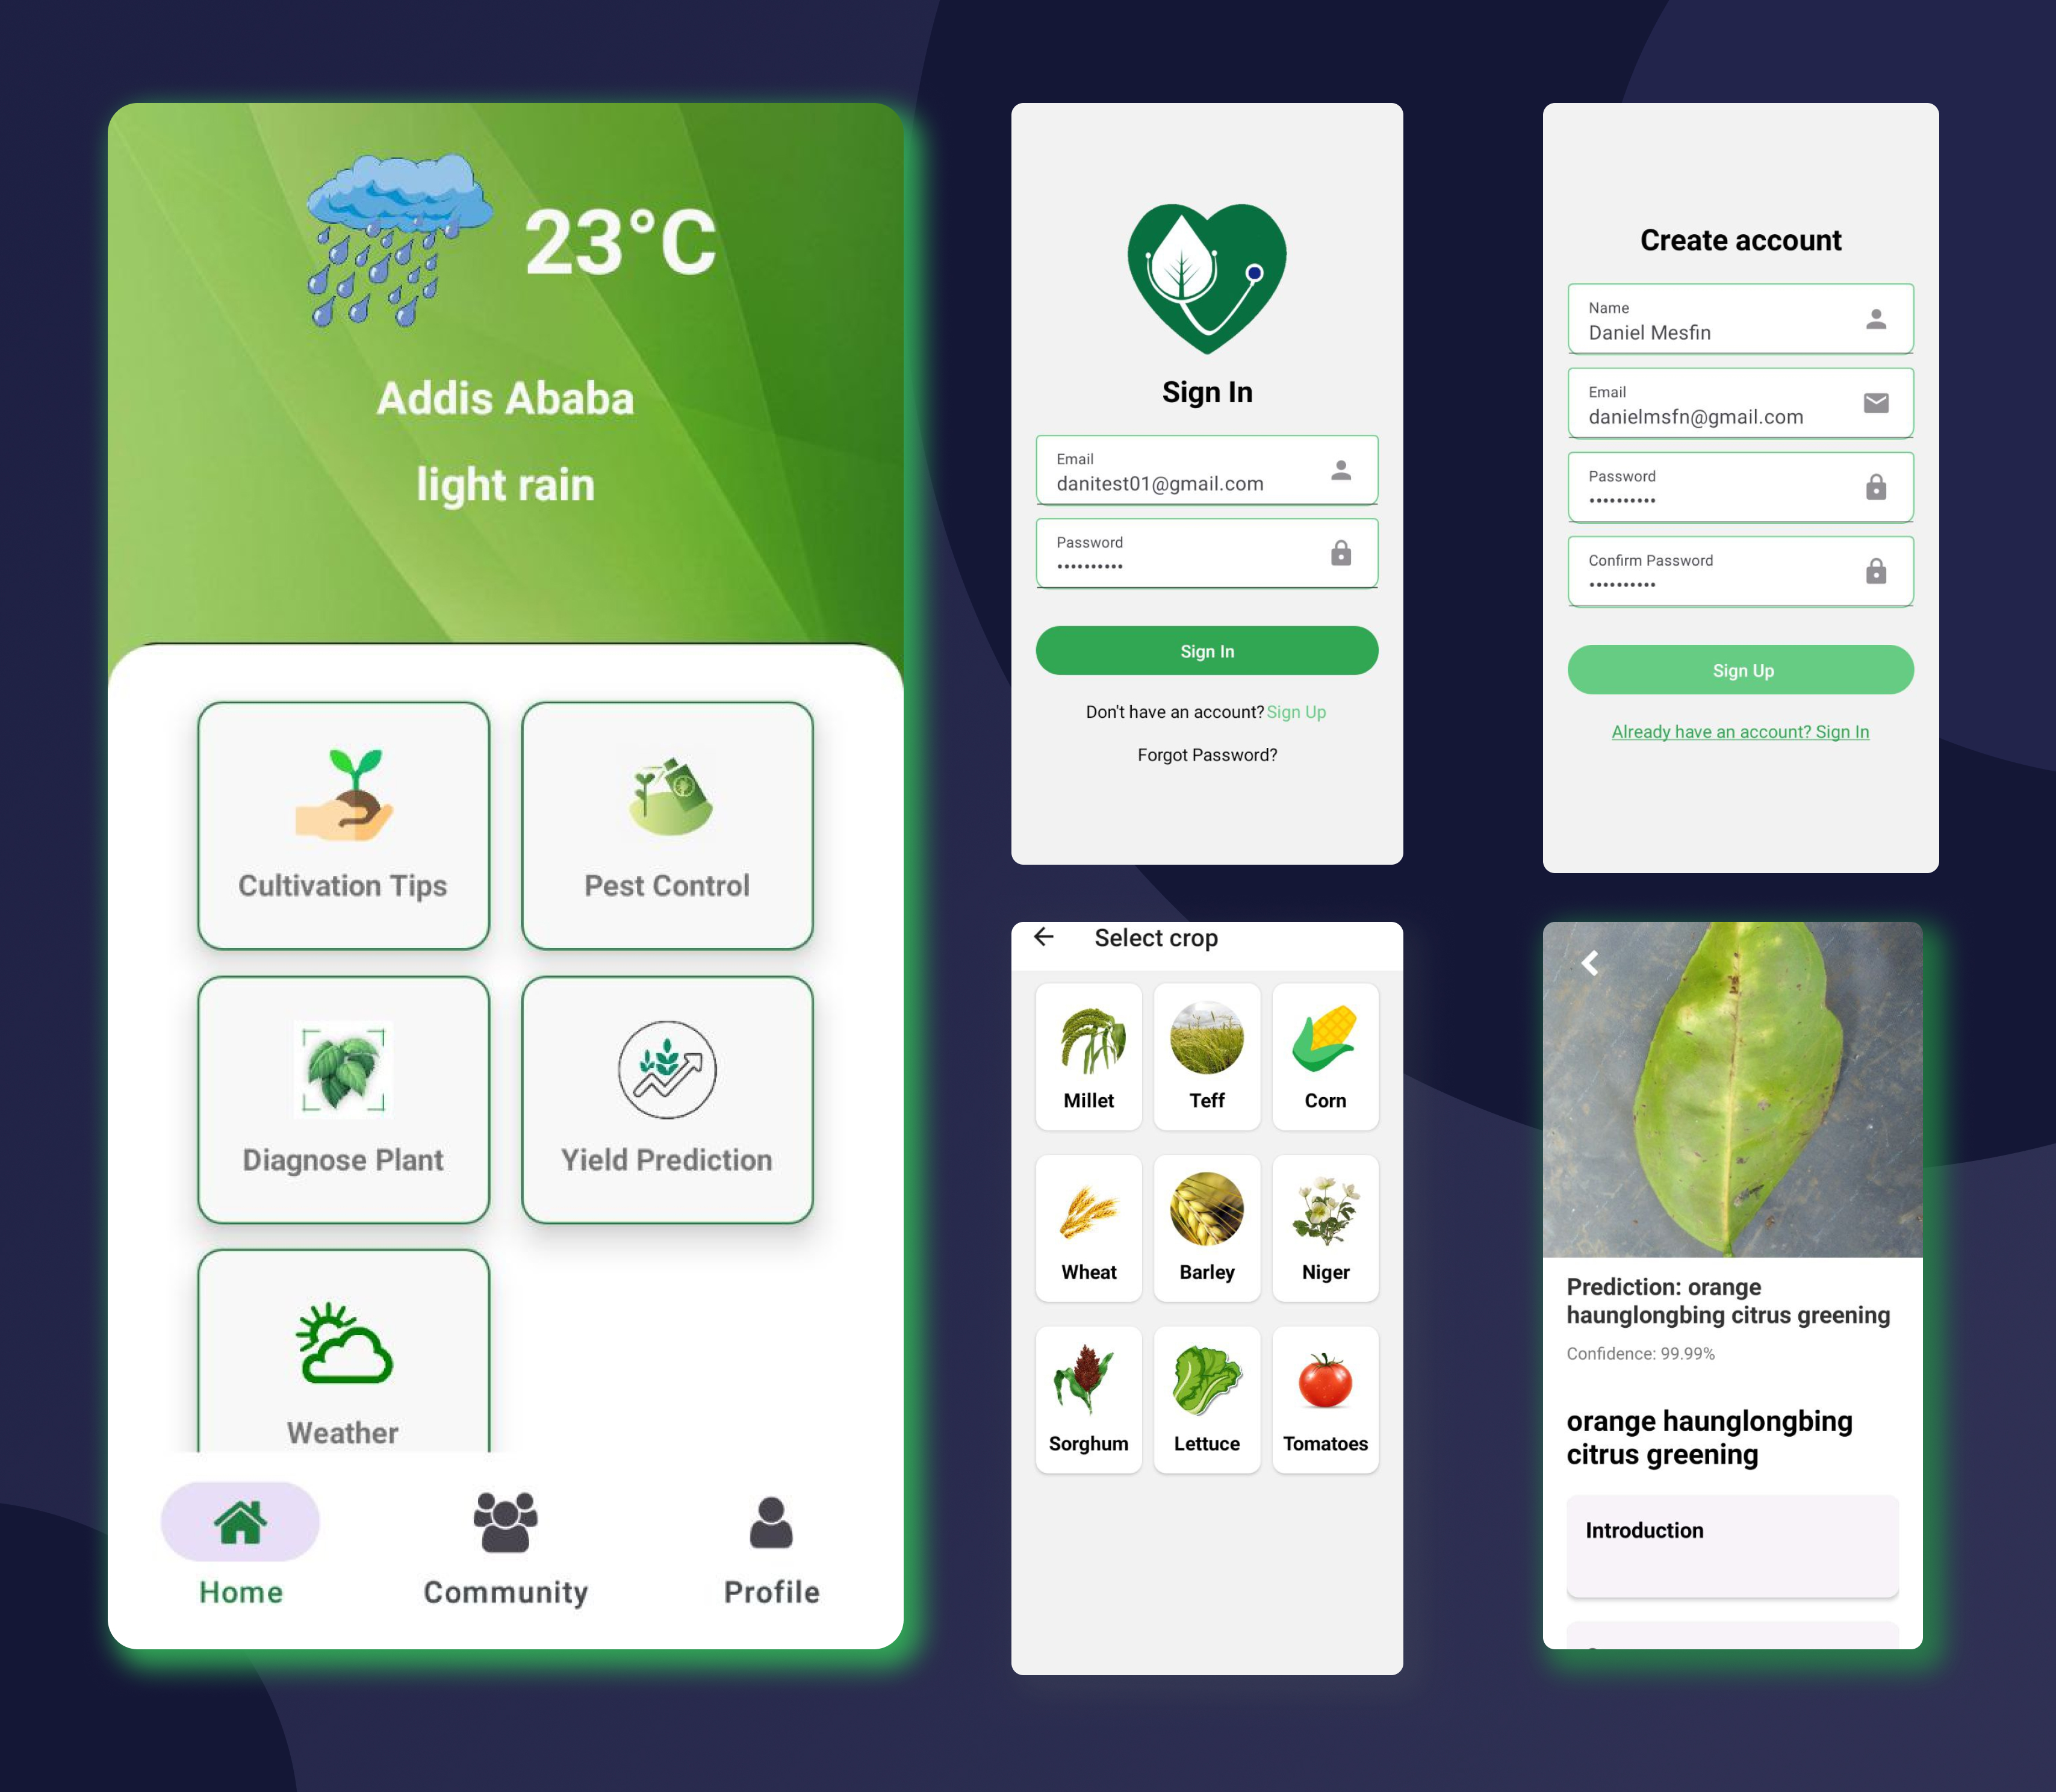 23°C
Addis Ababa
light rain
Cultivation Tips
Pest Control
Diagnose Plant
Yield Prediction
Weather
Home
Community
Profile
Sign In
Email
danitest01@gmail.com
Password
••••••••••
Sign In
Don't have an account? Sign Up
Forgot Password?
Create account
Name
Daniel Mesfin
Email
danielmsfn@gmail.com
Password
••••••••••
Confirm Password
••••••••••
Sign Up
Already have an account? Sign In
Select crop
Millet
Teff
Corn
Wheat
Barley
Niger
Sorghum
Lettuce
Tomatoes
Prediction: orange
haunglongbing citrus greening
Confidence: 99.99%
orange haunglongbing
citrus greening
Introduction